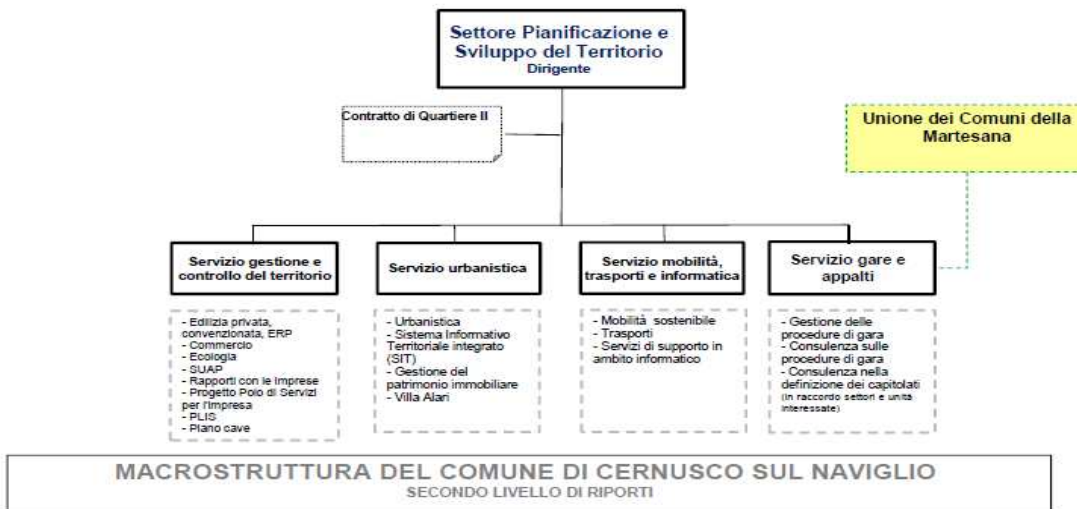 Settore Pianificazione e
Sviluppo del Territorio
Dirigente
Contratto di Quartiere II
Unione dei Comuni della
Martesana
Servizio gestione e
controllo del territorio
- Edilizia privata,
convenzionata, ERP
- Commercio
- Ecologia
- SUAP
- Rapporti con le Imprese
- Progetto Polo di Servizi
per l'Impresa
- PLIS
- Piano cave
Servizio urbanistica
- Urbanistica
- Sistema Informativo
Territoriale integrato
(SIT)
- Gestione del
patrimonio immobiliare
- Villa Alari
Servizio mobilità,
trasporti e informatica
- Mobilità sostenibile
- Trasporti
- Servizi di supporto in
ambito informatico
Servizio gare e
appalti
- Gestione delle
procedure di gara
- Consulenza sulle
procedure di gara
- Consulenza nella
definizione dei capitolati
(in raccordo settori e unità
interessate)
MACROSTRUTTURA DEL COMUNE DI CERNUSCO SUL NAVIGLIO
SECONDO LIVELLO DI RIPORTI